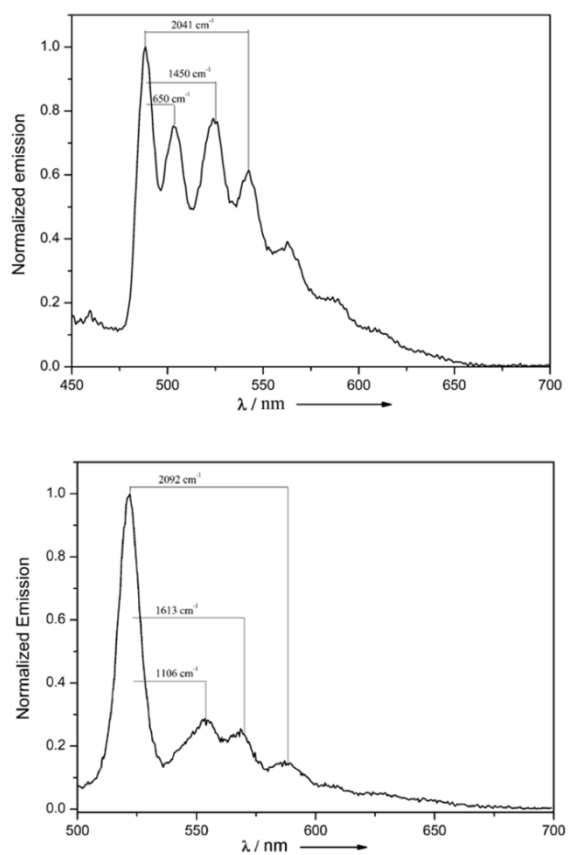 2041 cm⁻¹
1.0
1450 cm⁻¹
650 cm⁻¹
0.8
0.6
0.4
0.2
0.0
Normalized emission
450 500 550 600 650 700
λ / nm
2092 cm⁻¹
1.0
0.8
1613 cm⁻¹
0.6
1106 cm⁻¹
0.4
0.2
0.0
Normalized Emission
500 550 600 650 700
λ / nm